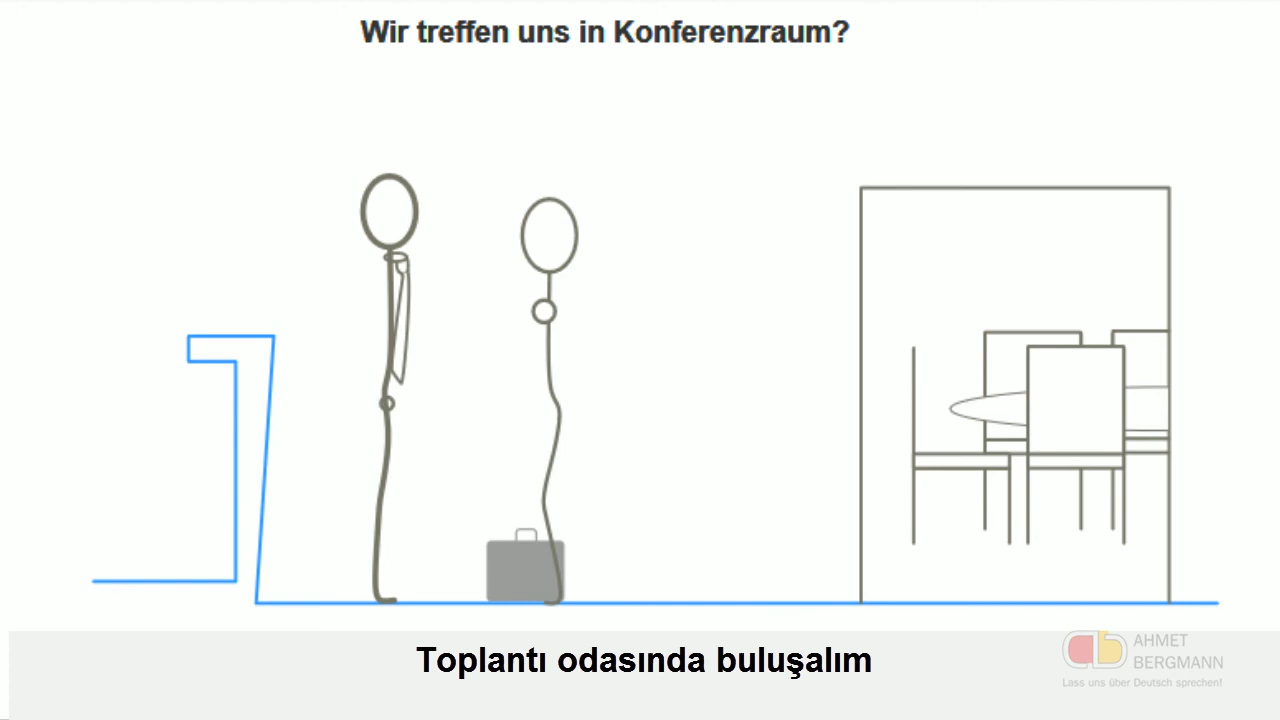 Wir treffen uns in Konferenzraum?
Toplantı odasında buluşalım
AHMET
BERGMANN
Lass uns über Deutsch sprechen!